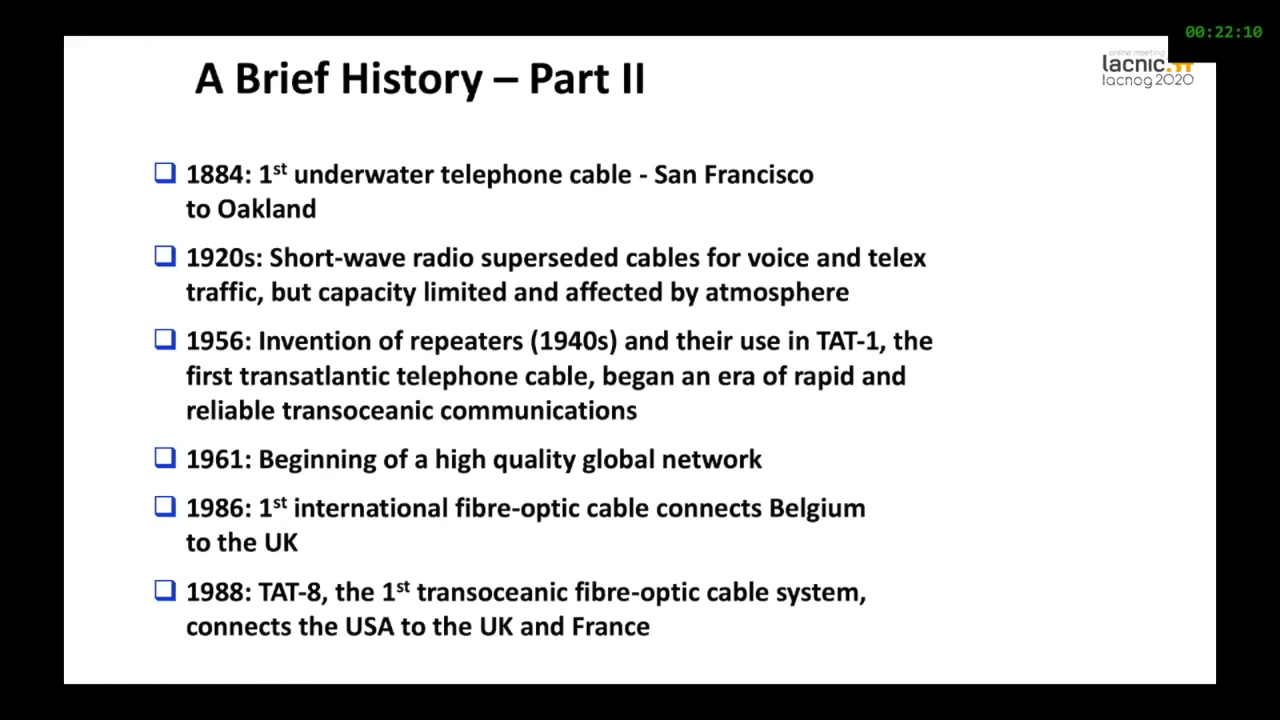 00:22:10
A Brief History – Part II
online meeting
lacnic
lacnog 2020
❑ 1884: 1st underwater telephone cable - San Francisco
to Oakland
❑ 1920s: Short-wave radio superseded cables for voice and telex
traffic, but capacity limited and affected by atmosphere
❑ 1956: Invention of repeaters (1940s) and their use in TAT-1, the
first transatlantic telephone cable, began an era of rapid and
reliable transoceanic communications
❑ 1961: Beginning of a high quality global network
❑ 1986: 1st international fibre-optic cable connects Belgium
to the UK
❑ 1988: TAT-8, the 1st transoceanic fibre-optic cable system,
connects the USA to the UK and France